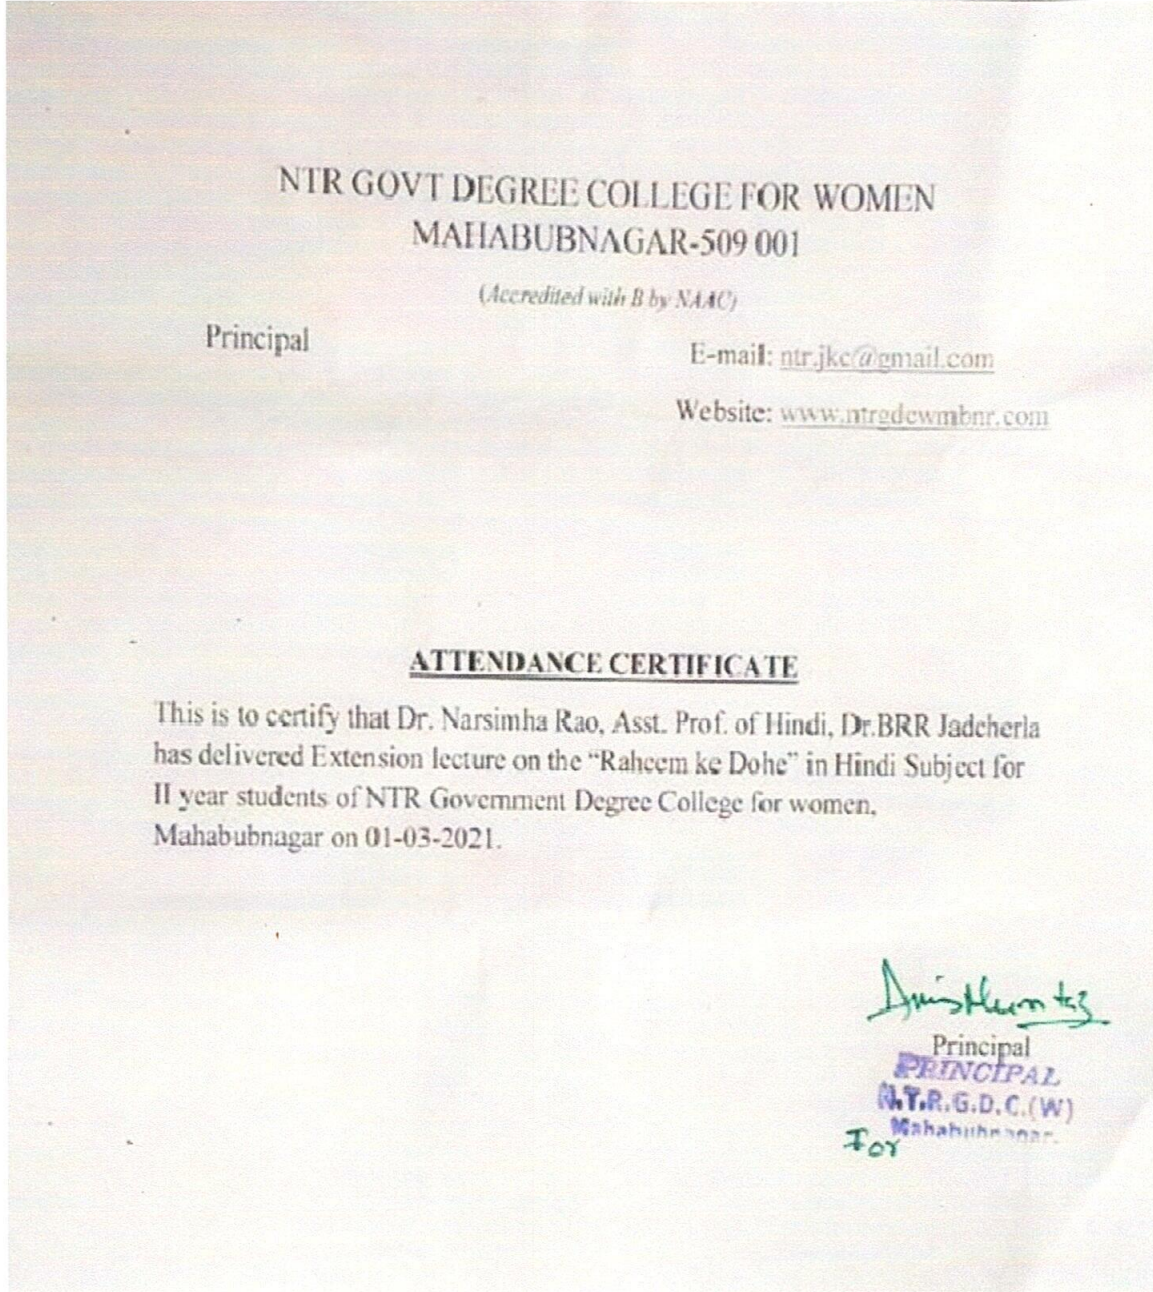 NTR GOVT DEGREE COLLEGE FOR WOMEN
MAHABUBNAGAR-509 001
(Accredited with B by NAAC)
Principal
E-mail: ntr.jkc@gmail.com
Website: www.ntrgdcwmbnr.com
ATTENDANCE CERTIFICATE
This is to certify that Dr. Narsimha Rao, Asst. Prof. of Hindi, Dr.BRR Jadcherla
has delivered Extension lecture on the “Raheem ke Dohe” in Hindi Subject for
II year students of NTR Government Degree College for women,
Mahabubnagar on 01-03-2021.
Principal
PRINCIPAL
N.T.R.G.D.C.(W)
Mahabubnagar.
For